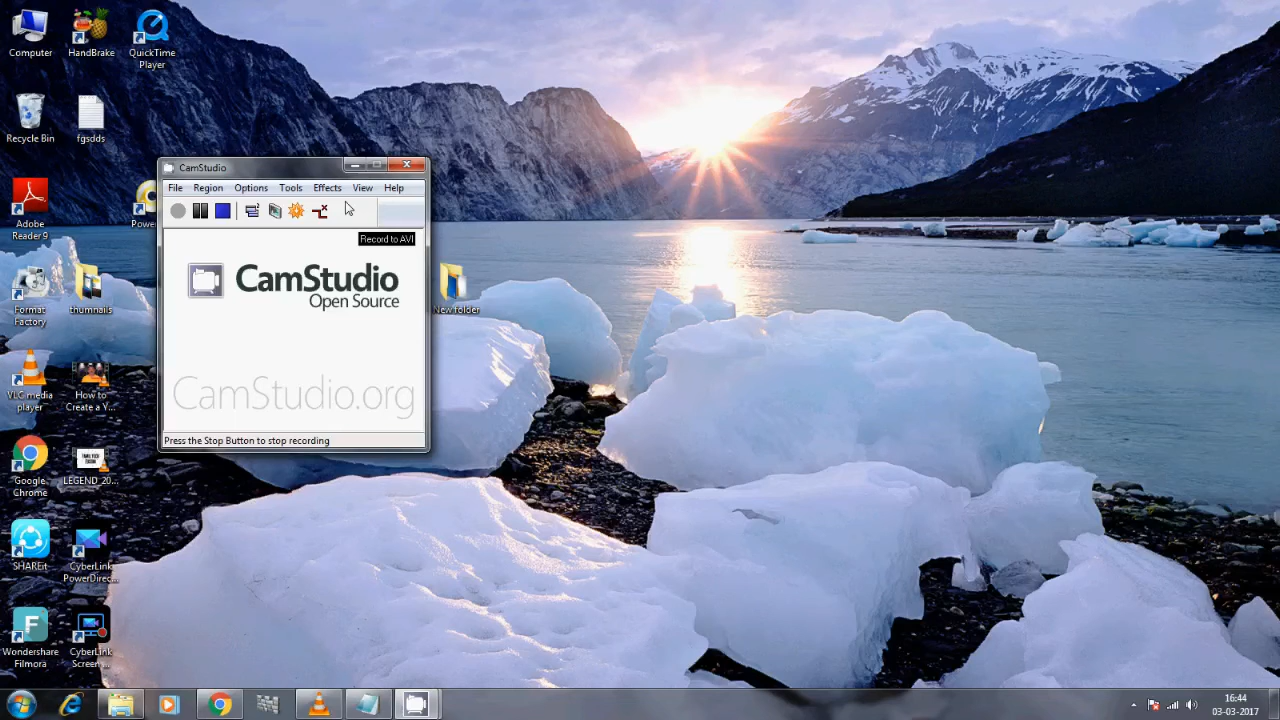 Computer
HandBrake
QuickTime
Player
Recycle Bin
fgsdds
Adobe
Reader 9
Format
Factory
thumnails
VLC media
player
How to
Create a Y...
Google
Chrome
LEGEND_20...
SHAREit
CyberLink
PowerDirec...
Wondershare
Filmora
CyberLink
Screen...
New folder
CamStudio
File Region Options Tools Effects View Help
Record to AVI
CamStudio
Open Source
CamStudio.org
Press the Stop Button to stop recording
16:44
03-03-2017